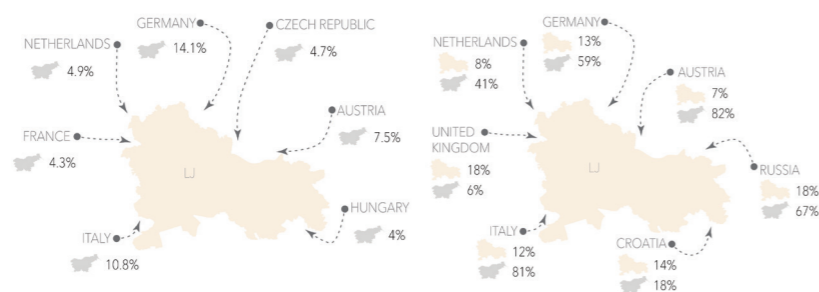 GERMANY
14.1%
CZECH REPUBLIC
4.7%
NETHERLANDS
4.9%
AUSTRIA
7.5%
FRANCE
4.3%
HUNGARY
4%
ITALY
10.8%
GERMANY
13%
59%
NETHERLANDS
8%
41%
AUSTRIA
7%
82%
UNITED
KINGDOM
18%
6%
RUSSIA
18%
67%
ITALY
12%
81%
CROATIA
14%
18%